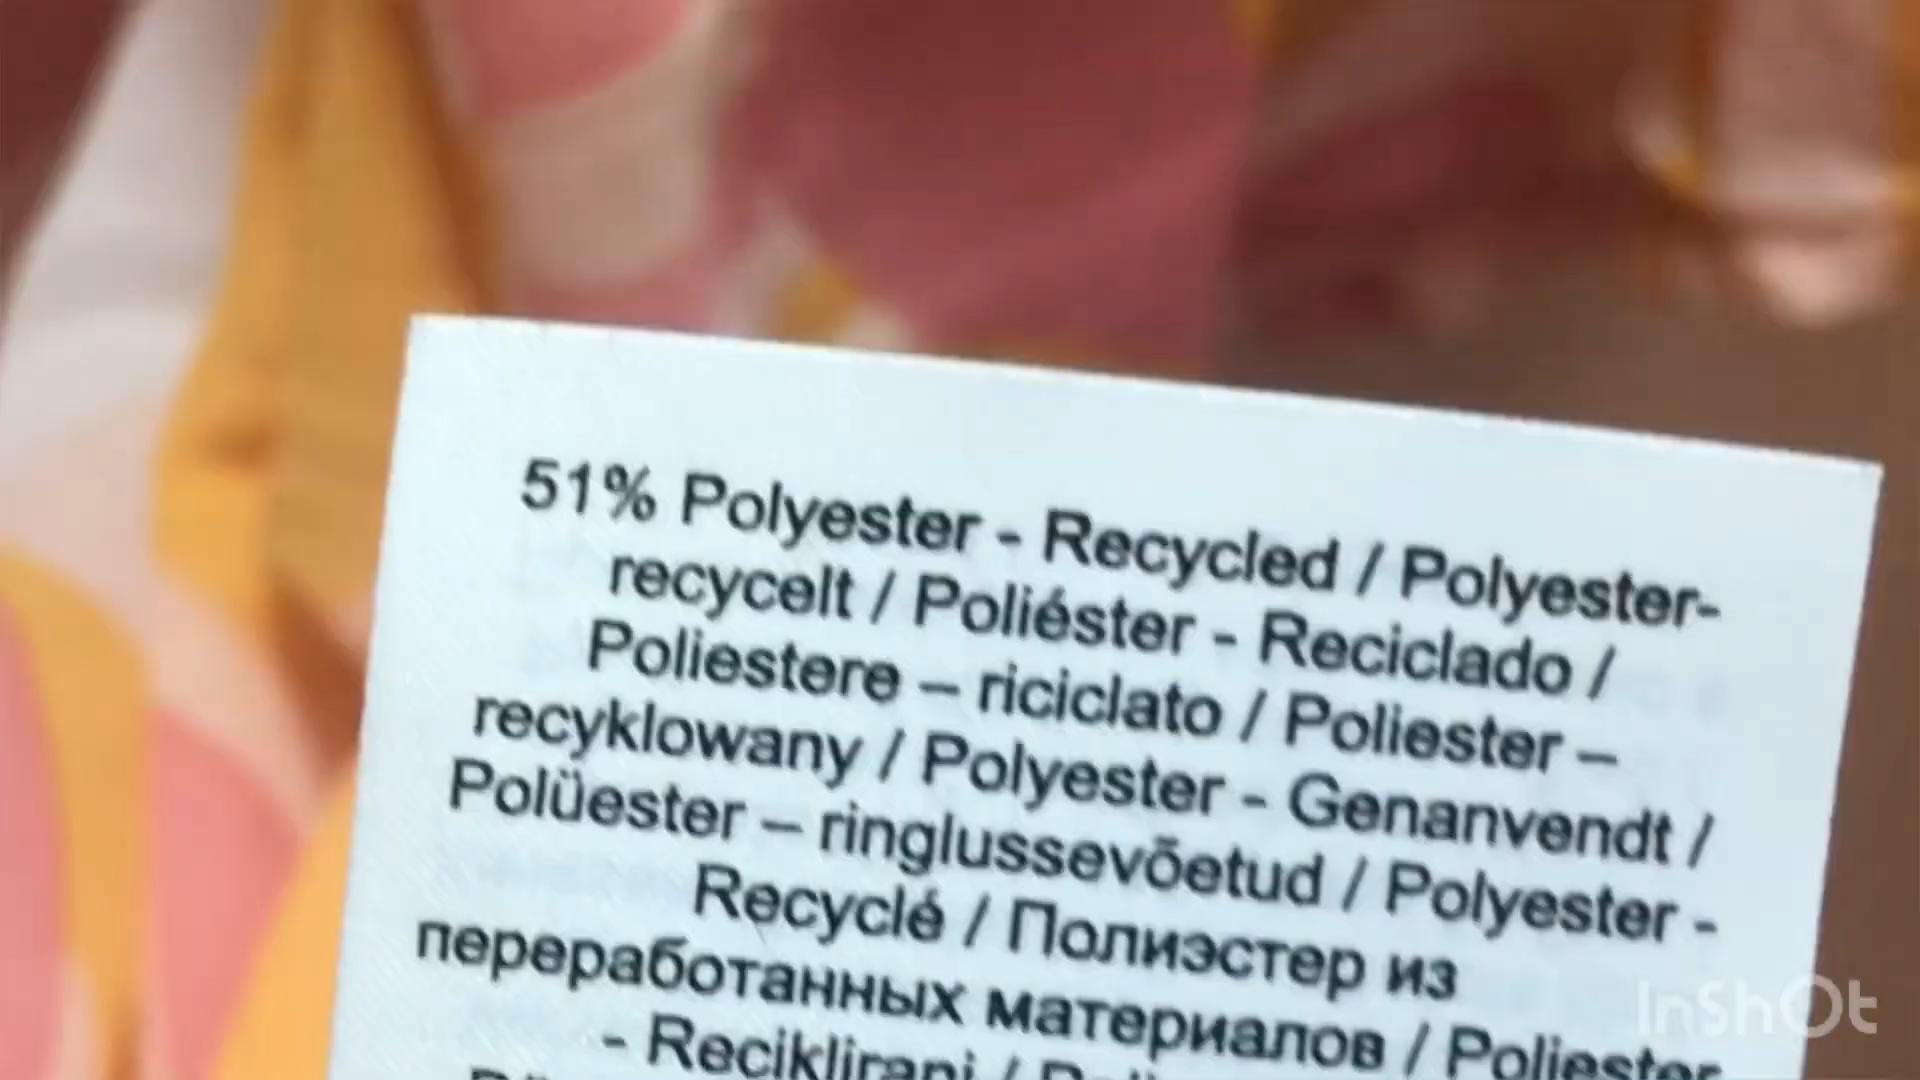 51% Polyester - Recycled / Polyester-
recycelt / Poliéster - Reciclado /
Poliestere – riciclato / Poliester –
recyklowany / Polyester - Genanvendt /
Polüester – ringlussevõetud / Polyester -
Recyclé / Полиэстер из
переработанных материалов / Poliester
- Reciklirani /
InShOt